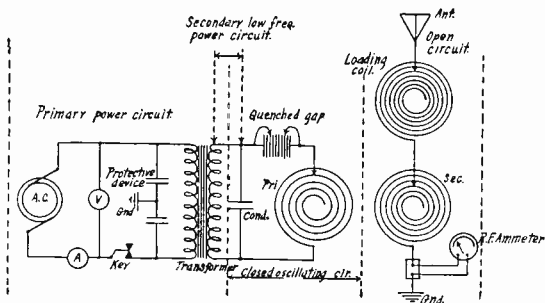 Secondary low freq.
power circuit.
Ant.
Open
circuit.
Loading
coil.
Primary power circuit.
Quenched gap
Protective
device
A.C.
V
Gnd
Pri
Sec.
Cond.
A
Key
Transformer
closed oscillating cir.
R.F. Ammeter
Gnd.